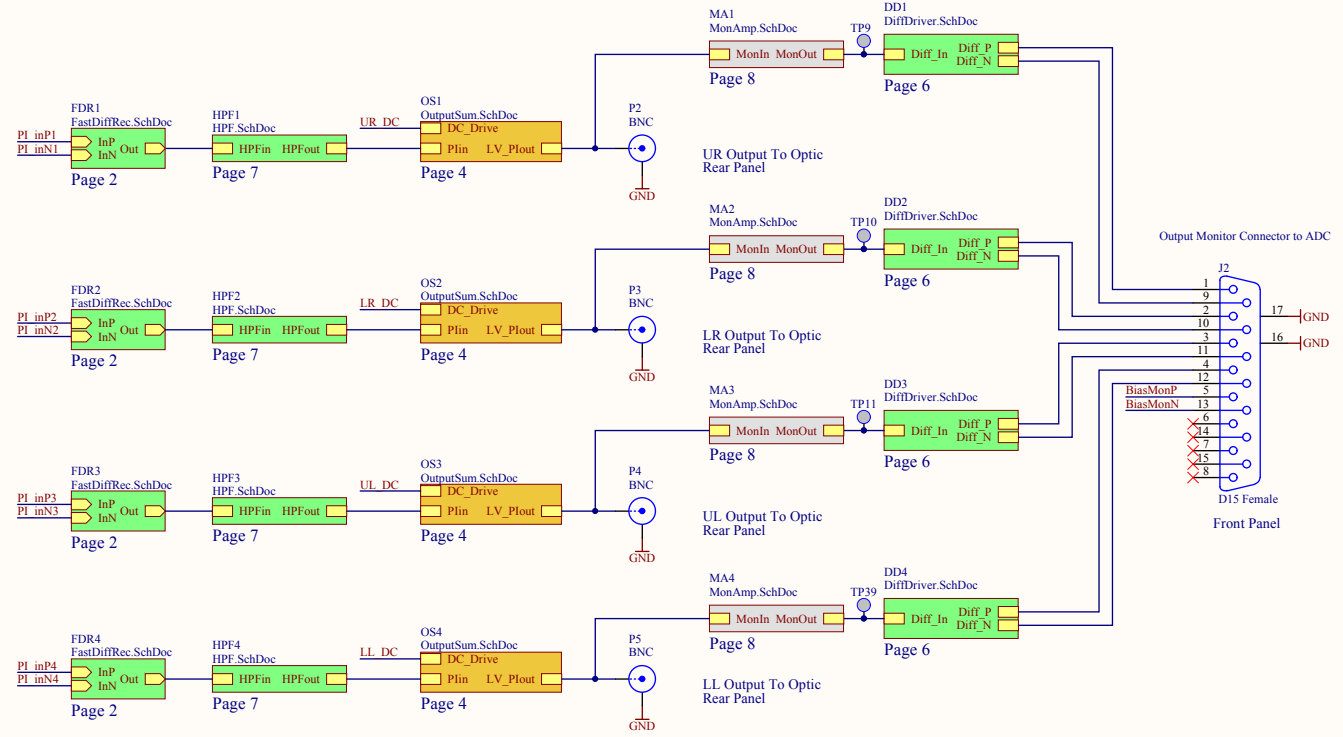 MA1
MonAmp.SchDoc
MonIn MonOut
Page 8
TP9
DD1
DiffDriver.SchDoc
Diff_In Diff_P
Diff_N
Page 6
FDR1
FastDiffRec.SchDoc
PI_inP1
PI_inN1
InP
InN
Out
Page 2
HPF1
HPF.SchDoc
HPFin HPFout
Page 7
UR_DC
OS1
OutputSum.SchDoc
DC_Drive
PIin LV_PIout
Page 4
P2
BNC
GND
UR Output To Optic
Rear Panel
MA2
MonAmp.SchDoc
MonIn MonOut
Page 8
TP10
DD2
DiffDriver.SchDoc
Diff_In Diff_P
Diff_N
Page 6
FDR2
FastDiffRec.SchDoc
PI_inP2
PI_inN2
InP
InN
Out
Page 2
HPF2
HPF.SchDoc
HPFin HPFout
Page 7
LR_DC
OS2
OutputSum.SchDoc
DC_Drive
PIin LV_PIout
Page 4
P3
BNC
GND
LR Output To Optic
Rear Panel
MA3
MonAmp.SchDoc
MonIn MonOut
Page 8
TP11
DD3
DiffDriver.SchDoc
Diff_In Diff_P
Diff_N
Page 6
FDR3
FastDiffRec.SchDoc
PI_inP3
PI_inN3
InP
InN
Out
Page 2
HPF3
HPF.SchDoc
HPFin HPFout
Page 7
UL_DC
OS3
OutputSum.SchDoc
DC_Drive
PIin LV_PIout
Page 4
P4
BNC
GND
UL Output To Optic
Rear Panel
MA4
MonAmp.SchDoc
MonIn MonOut
Page 8
TP39
DD4
DiffDriver.SchDoc
Diff_In Diff_P
Diff_N
Page 6
FDR4
FastDiffRec.SchDoc
PI_inP4
PI_inN4
InP
InN
Out
Page 2
HPF4
HPF.SchDoc
HPFin HPFout
Page 7
LL_DC
OS4
OutputSum.SchDoc
DC_Drive
PIin LV_PIout
Page 4
P5
BNC
GND
LL Output To Optic
Rear Panel
Output Monitor Connector to ADC
J2
1
9
2
10
3
11
4
12
BiasMonP 5
BiasMonN 13
6
14
7
15
8
17 GND
16 GND
D15 Female
Front Panel